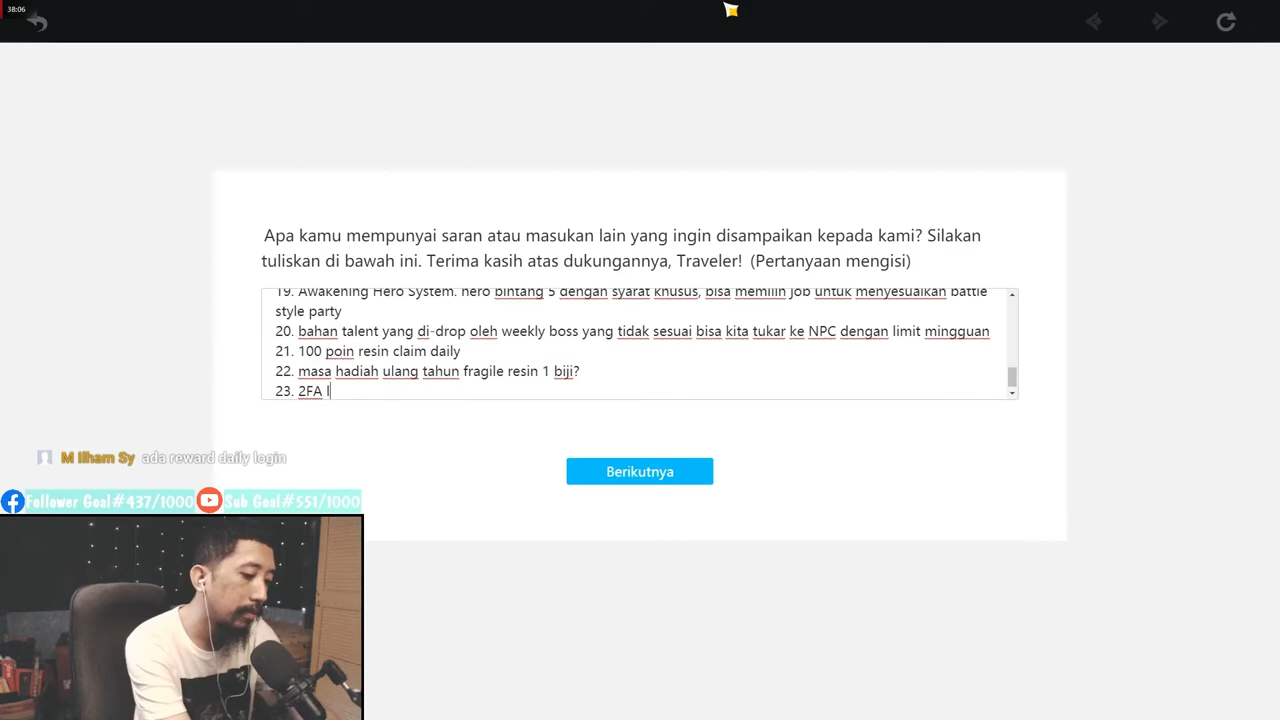 38:06
Apa kamu mempunyai saran atau masukan lain yang ingin disampaikan kepada kami? Silakan
tuliskan di bawah ini. Terima kasih atas dukungannya, Traveler! (Pertanyaan mengisi)
19. Awakening Hero System. hero bintang 5 dengan syarat khusus, bisa memilih Job untuk menyesuaikan battle
style party
20. bahan talent yang di-drop oleh weekly boss yang tidak sesuai bisa kita tukar ke NPC dengan limit mingguan
21. 100 poin resin claim daily
22. masa hadiah ulang tahun fragile resin 1 biji?
23. 2FA l
Berikutnya
M Ilham Sy ada reward daily login
Follower Goal#437/1000 Sub Goal#551/1000